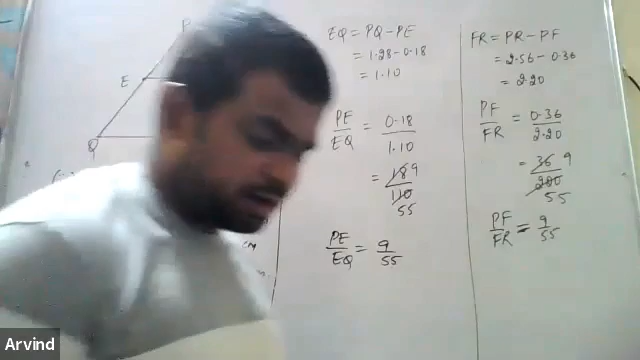 P
E
Q
cm
EQ = PQ - PE
= 1.28 - 0.18
= 1.10
PE/EQ = 0.18/1.10
= 18 9/110 55
PE/EQ = 9/55
FR = PR - PF
= 2.56 - 0.36
= 2.20
PF/FR = 0.36/2.20
= 36 9/220 55
PF/FR = 9/55
Arvind